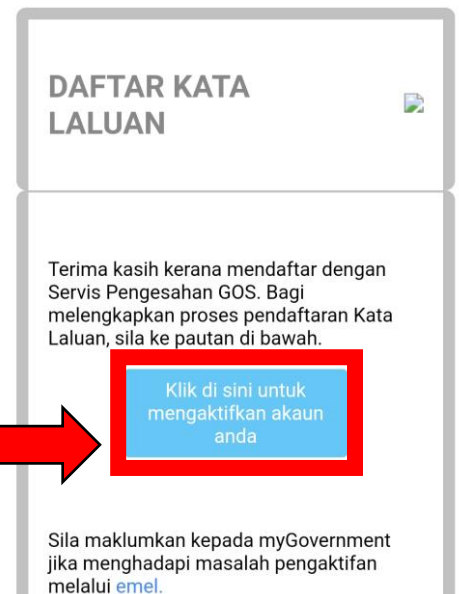 DAFTAR KATA
LALUAN
Terima kasih kerana mendaftar dengan
Servis Pengesahan GOS. Bagi
melengkapkan proses pendaftaran Kata
Laluan, sila ke pautan di bawah.
Klik di sini untuk
mengaktifkan akaun
anda
Sila maklumkan kepada myGovernment
jika menghadapi masalah pengaktifan
melalui emel.